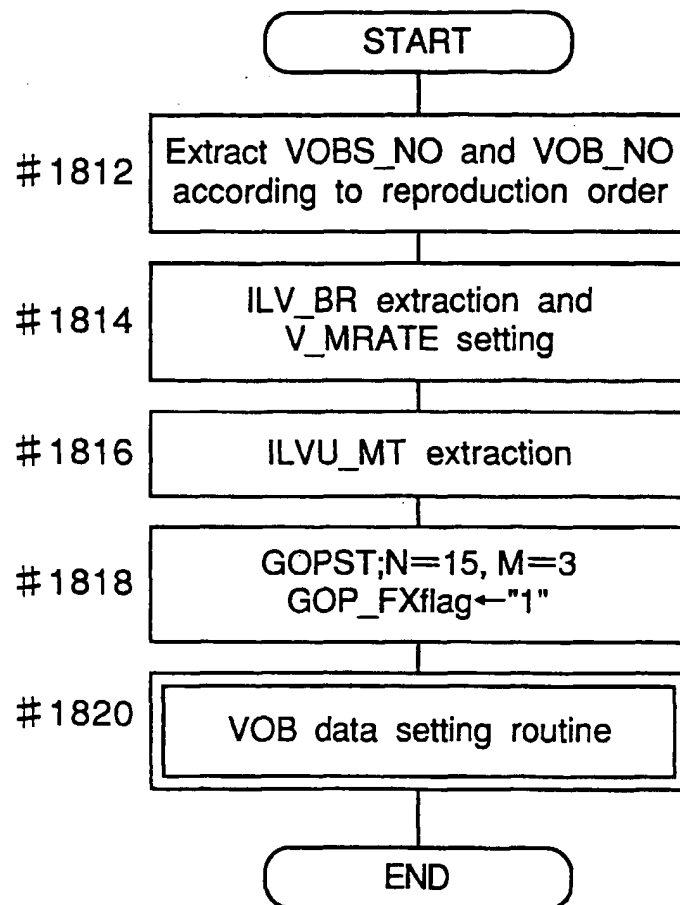 START
#1812
Extract VOBS_NO and VOB_NO
according to reproduction order
#1814
ILV_BR extraction and
V_MRATE setting
#1816
ILVU_MT extraction
#1818
GOPST;N=15, M=3
GOP_FXflag←"1"
#1820
VOB data setting routine
END